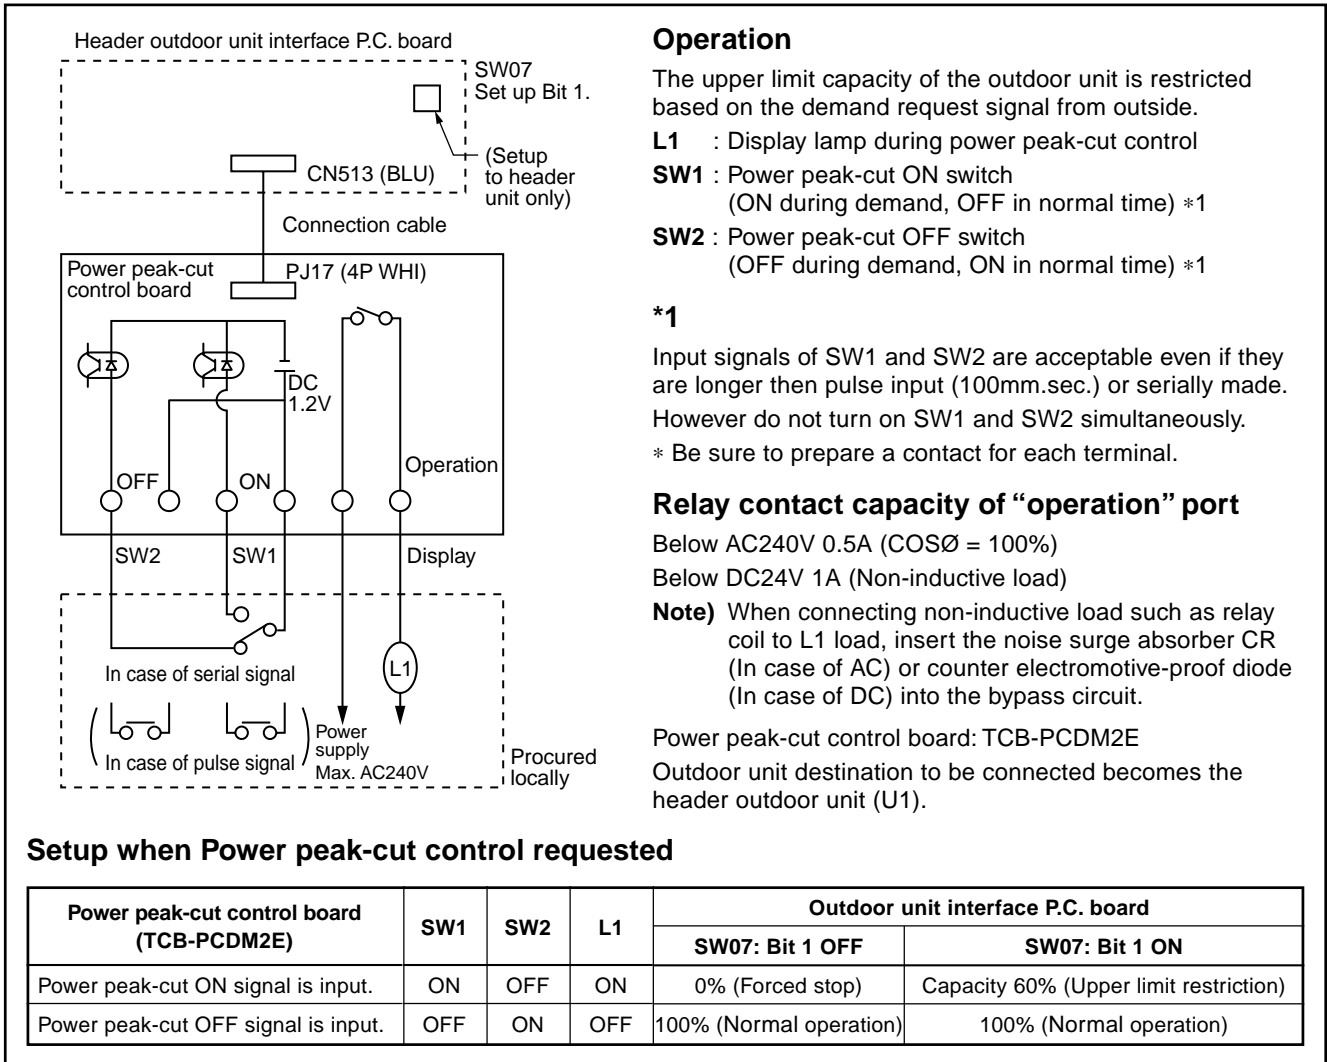 Header outdoor unit interface P.C. board
SW07
Set up Bit 1.
(Setup
to header
unit only)
CN513 (BLU)
Connection cable
Power peak-cut
control board
PJ17 (4P WHI)
DC
1.2V
Operation
OFF
ON
SW2
SW1
Display
L1
In case of serial signal
In case of pulse signal
Power
supply
Max. AC240V
Procured
locally
Operation
The upper limit capacity of the outdoor unit is restricted
based on the demand request signal from outside.
L1 : Display lamp during power peak-cut control
SW1 : Power peak-cut ON switch
(ON during demand, OFF in normal time) *1
SW2 : Power peak-cut OFF switch
(OFF during demand, ON in normal time) *1
*1
Input signals of SW1 and SW2 are acceptable even if they
are longer then pulse input (100mm.sec.) or serially made.
However do not turn on SW1 and SW2 simultaneously.
* Be sure to prepare a contact for each terminal.
Relay contact capacity of “operation” port
Below AC240V 0.5A (COSØ = 100%)
Below DC24V 1A (Non-inductive load)
Note) When connecting non-inductive load such as relay
coil to L1 load, insert the noise surge absorber CR
(In case of AC) or counter electromotive-proof diode
(In case of DC) into the bypass circuit.
Power peak-cut control board: TCB-PCDM2E
Outdoor unit destination to be connected becomes the
header outdoor unit (U1).
Setup when Power peak-cut control requested
Power peak-cut control board
(TCB-PCDM2E)
SW1
SW2
L1
Outdoor unit interface P.C. board
SW07: Bit 1 OFF
SW07: Bit 1 ON
Power peak-cut ON signal is input. ON OFF ON 0% (Forced stop) Capacity 60% (Upper limit restriction)
Power peak-cut OFF signal is input. OFF ON OFF 100% (Normal operation) 100% (Normal operation)